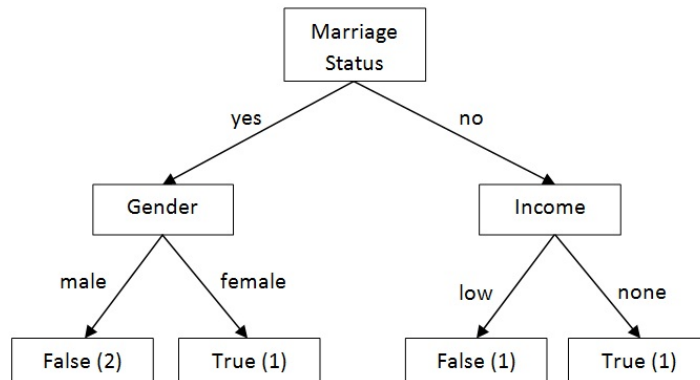 Marriage
Status
yes
no
Gender
Income
male
female
low
none
False (2)
True (1)
False (1)
True (1)